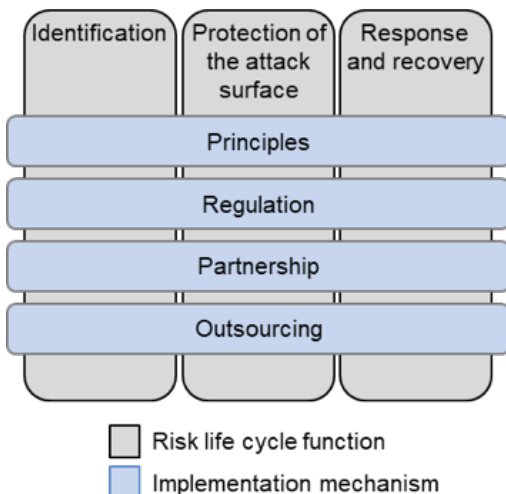 Identification
Protection of
the attack
surface
Response
and recovery
Principles
Regulation
Partnership
Outsourcing
Risk life cycle function
Implementation mechanism